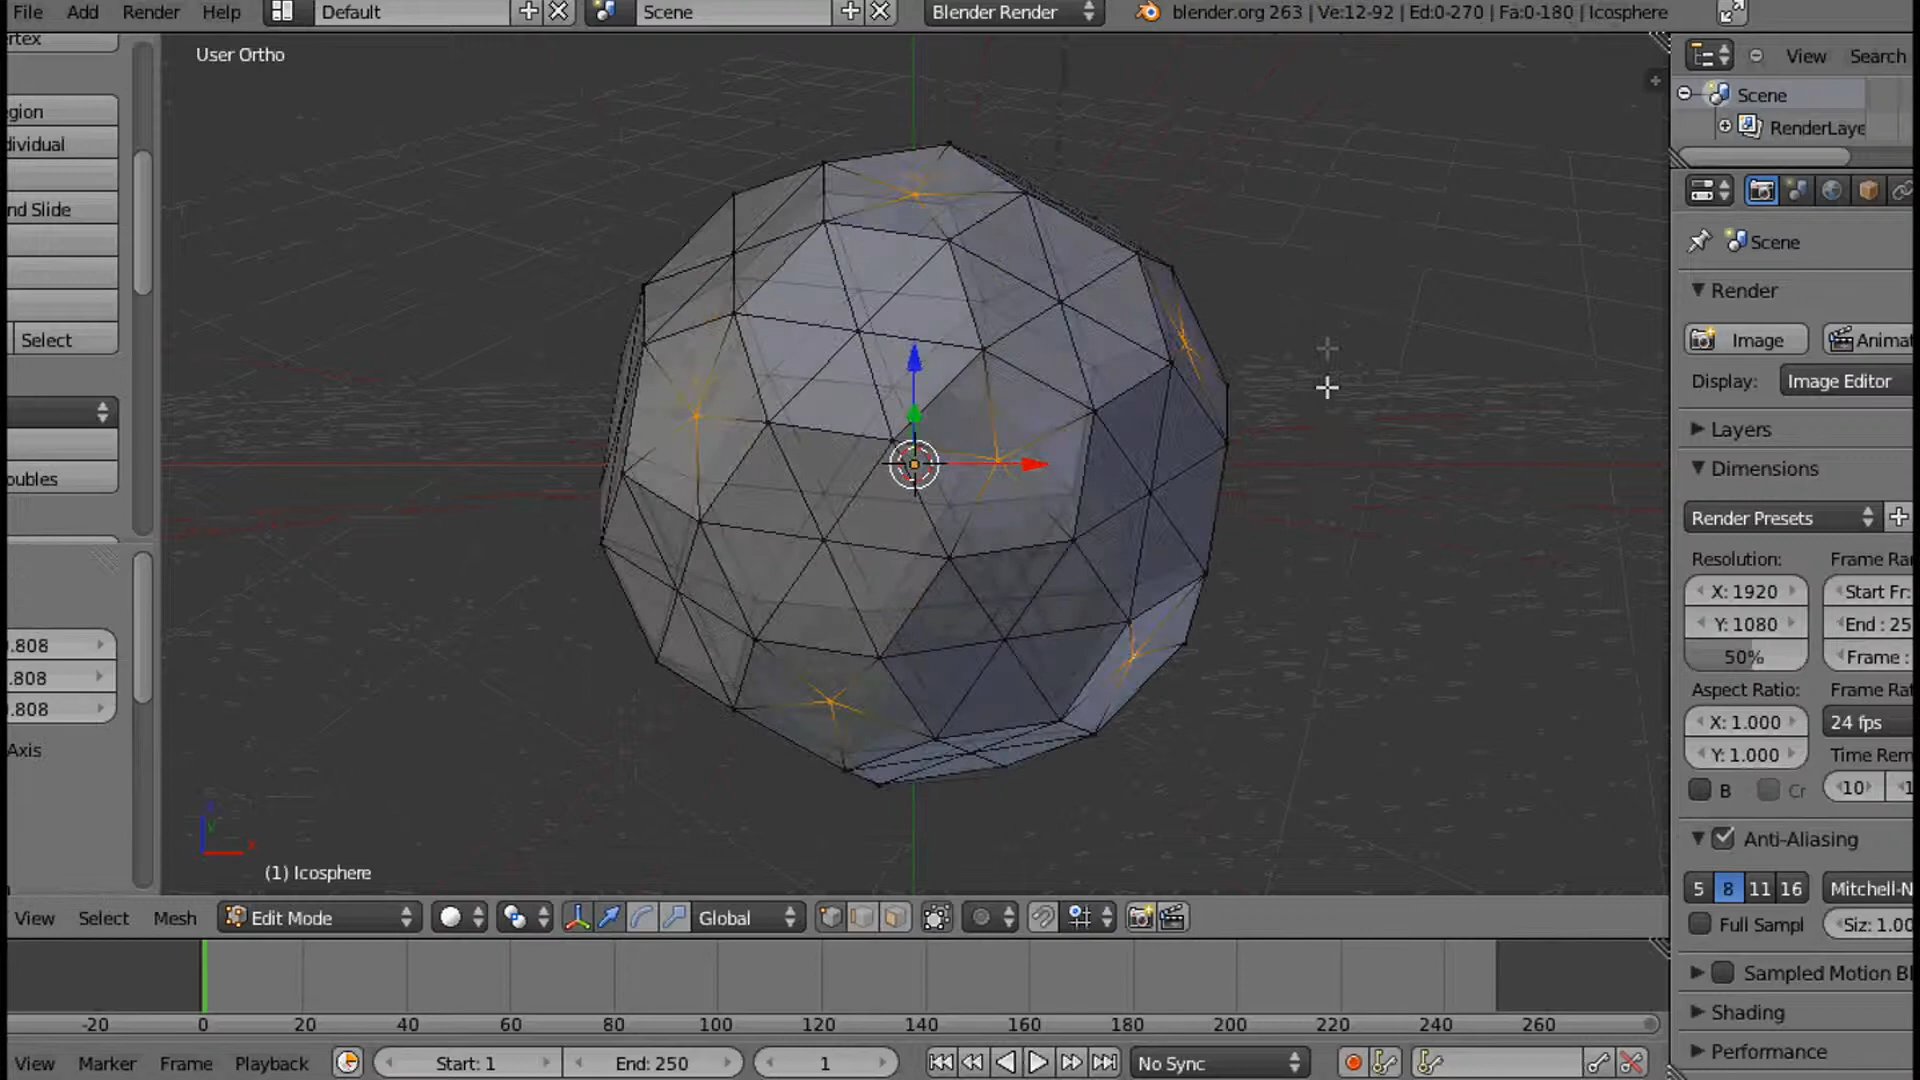 File Add Render Help Default Scene Blender Render blender.org 263 | Ve:12-92 | Ed:0-270 | Fa:0-180 | Icosphere
ertex
User Ortho
View Search
Scene
RenderLaye
egion
dividual
nd Slide
Select
oubles
.808
.808
.808
Axis
Scene
Render
Image Animat
Display: Image Editor
Layers
Dimensions
Render Presets
Resolution: Frame Ra
X: 1920 Start Fr:
Y: 1080 End : 25
50% Frame :
Aspect Ratio: Frame Rat
X: 1.000 24 fps
Y: 1.000 Time Rem
B Cr 10 1
Anti-Aliasing
5 8 11 16 Mitchell-N
Full Sampl Siz: 1.00
Sampled Motion Bl
Shading
Performance
(1) Icosphere
View Select Mesh Edit Mode Global
-20 0 20 40 60 80 100 120 140 160 180 200 220 240 260
View Marker Frame Playback Start: 1 End: 250 1 No Sync